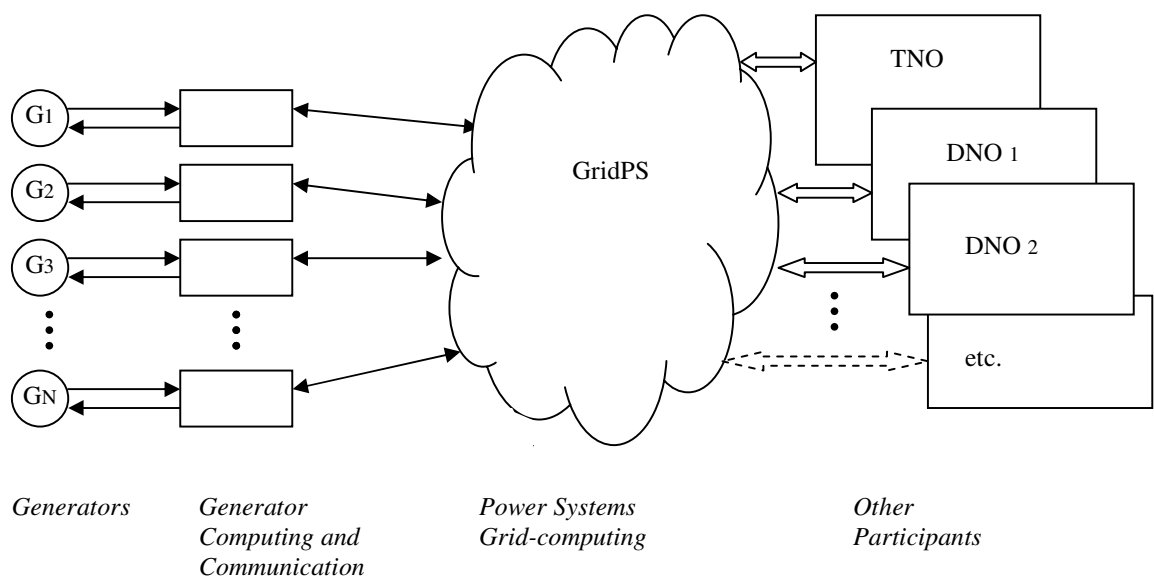 TNO
G1
DNO 1
GridPS
G2
DNO 2
G3
etc.
GN
Generators
Generator
Computing and
Communication
Power Systems
Grid-computing
Other
Participants